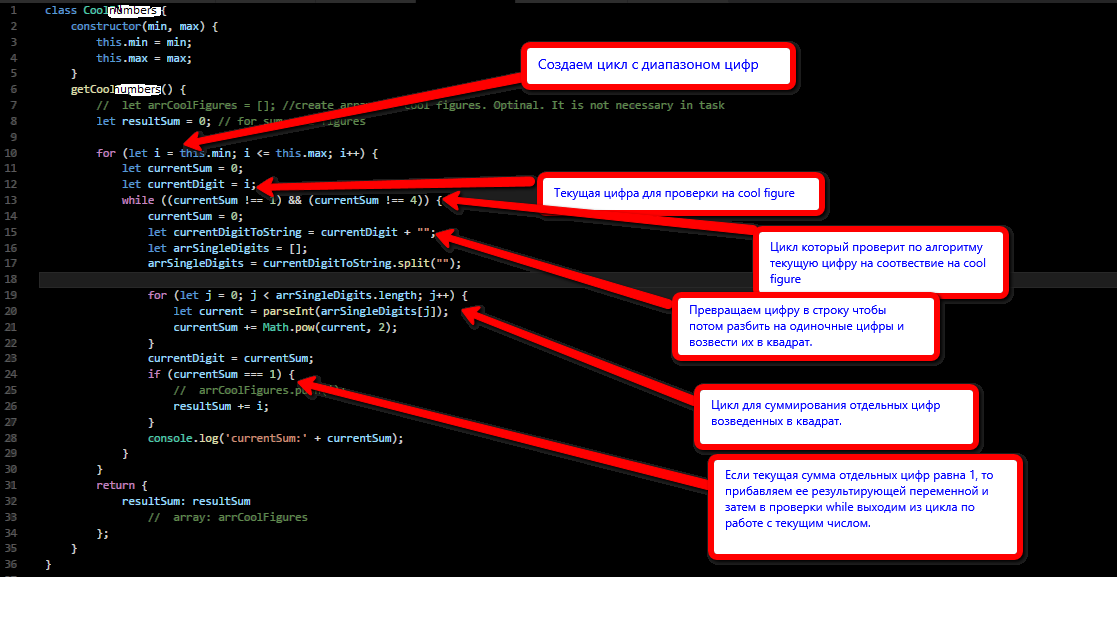 1 class Cool numbers {
2 constructor(min, max) {
3 this.min = min;
4 this.max = max;
5 }
6 getCoolnumbers() {
7 // let arrCoolFigures = []; //create figures. Optinal. It is not necessary in task
8 let resultSum = 0; // for
9
10 for (let i = this.min; i <= this.max; i++) {
11 let currentSum = 0;
12 let currentDigit = i;
13 while ((currentSum !== 1) && (currentSum !== 4)) {
14 currentSum = 0;
15 let currentDigitToString = currentDigit + "";
16 let arrSingleDigits = [];
17 arrSingleDigits = currentDigitToString.split("");
18
19 for (let j = 0; j < arrSingleDigits.length; j++) {
20 let current = parseInt(arrSingleDigits[j]);
21 currentSum += Math.pow(current, 2);
22 }
23 currentDigit = currentSum;
24 if (currentSum === 1) {
25 // arrCoolFigures.
26 resultSum += i;
27 }
28 console.log('currentSum:' + currentSum);
29 }
30 }
31 return {
32 resultSum: resultSum
33 // array: arrCoolFigures
34 };
35 }
36 }
Создаем цикл с диапазоном цифр
Текущая цифра для проверки на cool figure
Цикл который проверит по алгоритму
текущую цифру на соотвествие на cool
figure
Превращаем цифру в строку чтобы
потом разбить на одиночные цифры и
возвести их в квадрат.
Цикл для суммирования отдельных цифр
возведенных в квадрат.
Если текущая сумма отдельных цифр равна 1, то
прибавляем ее результирующей переменной и
затем в проверки while выходим из цикла по
работе с текущим числом.